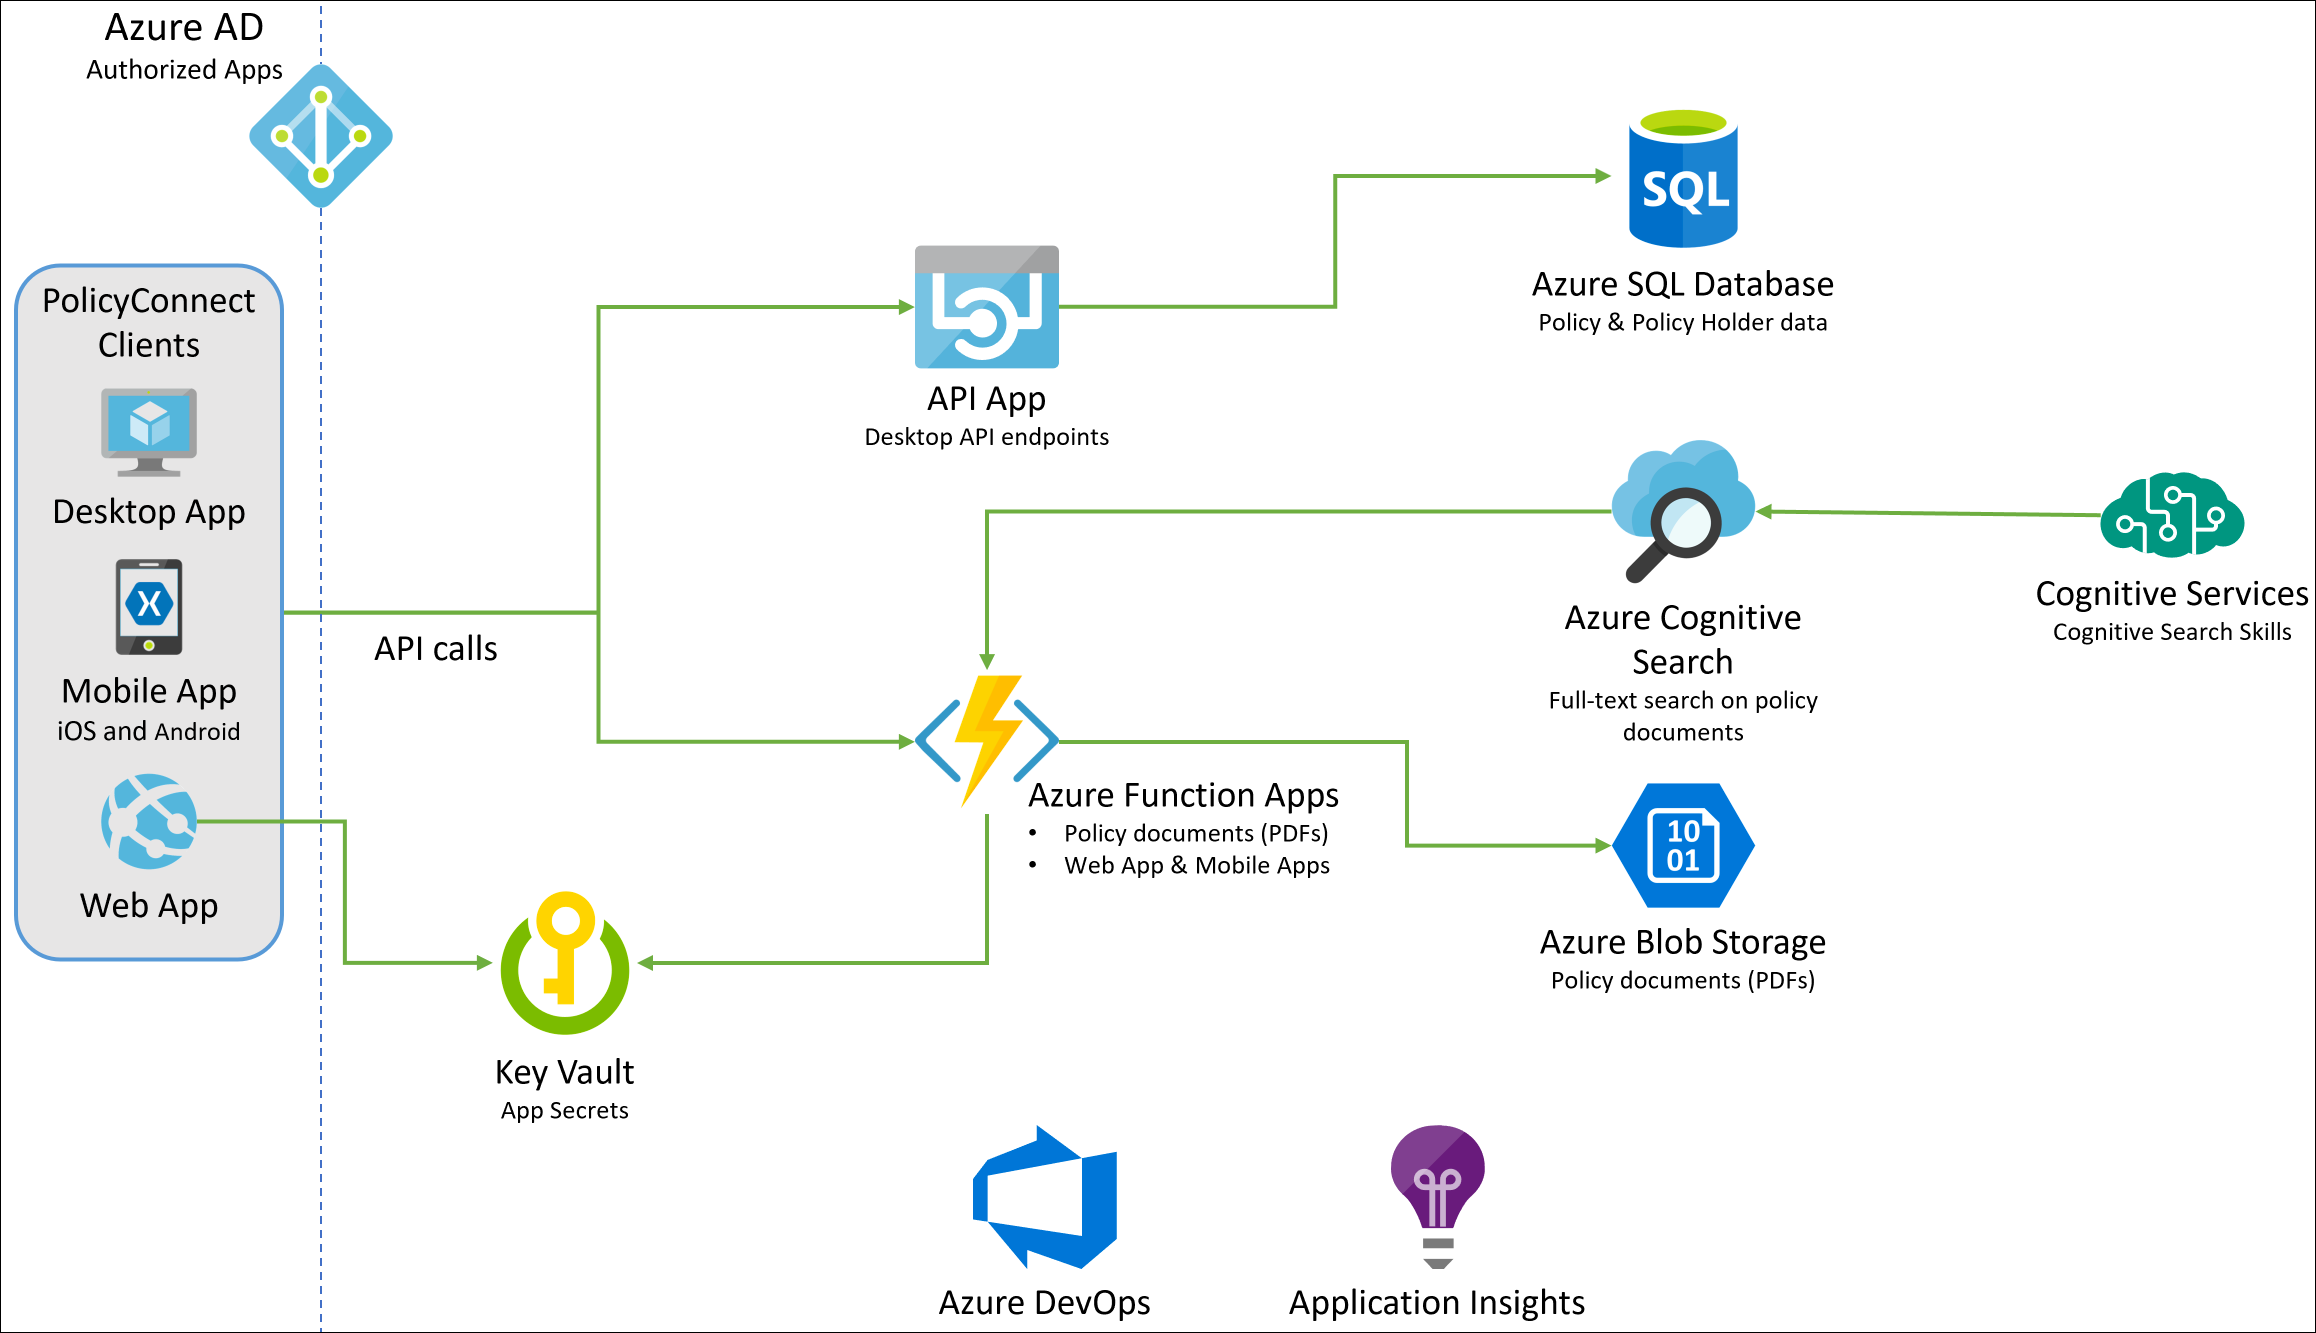 Azure AD
Authorized Apps
PolicyConnect
Clients
Desktop App
Mobile App
iOS and Android
Web App
API calls
API App
Desktop API endpoints
SQL
Azure SQL Database
Policy & Policy Holder data
Azure Cognitive
Search
Full-text search on policy
documents
Cognitive Services
Cognitive Search Skills
Azure Function Apps
• Policy documents (PDFs)
• Web App & Mobile Apps
10
01
Azure Blob Storage
Policy documents (PDFs)
Key Vault
App Secrets
Azure DevOps
Application Insights